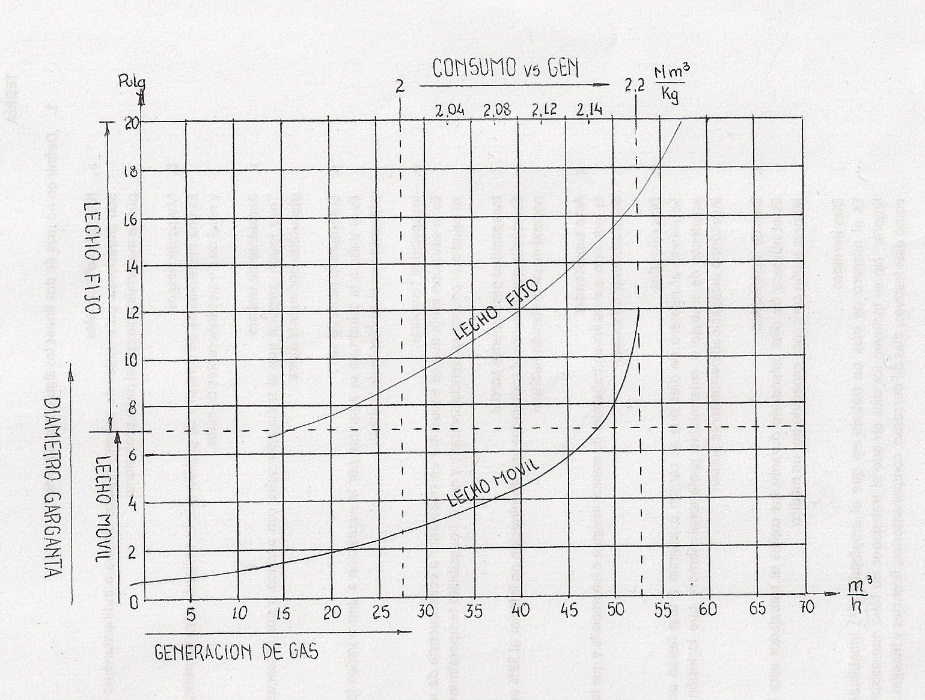 CONSUMO vs GEN
Pulg
2
2,2
Nm³
Kg
2,04 2,08 2,12 2,14
20
18
16
14
12
10
8
6
4
2
0
LECHO FIJO
LECHO FIJO
LECHO MOVIL
LECHO MOVIL
DIAMETRO GARGANTA
5 10 15 20 25 30 35 40 45 50 55 60 65 70
m³
h
GENERACION DE GAS